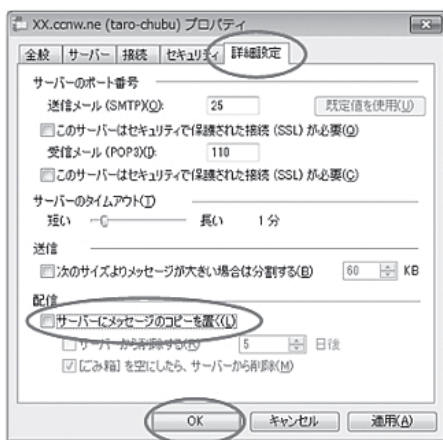 XX.ccnw.ne (taro-chubu) プロパティ
全般 サーバー 接続 セキュリティ 詳細設定
サーバーのポート番号
送信メール (SMTP)(O): 25 既定値を使用(U)
このサーバーはセキュリティで保護された接続 (SSL) が必要(Q)
受信メール (POP3)(I): 110
このサーバーはセキュリティで保護された接続 (SSL) が必要(C)
サーバーのタイムアウト(T)
短い 長い 1 分
送信
次のサイズよりメッセージが大きい場合は分割する(B) 60 KB
配信
サーバーにメッセージのコピーを置く(L)
サーバーから削除する(R) 5 日後
[ごみ箱] を空にしたら、サーバーから削除(M)
OK キャンセル 適用(A)